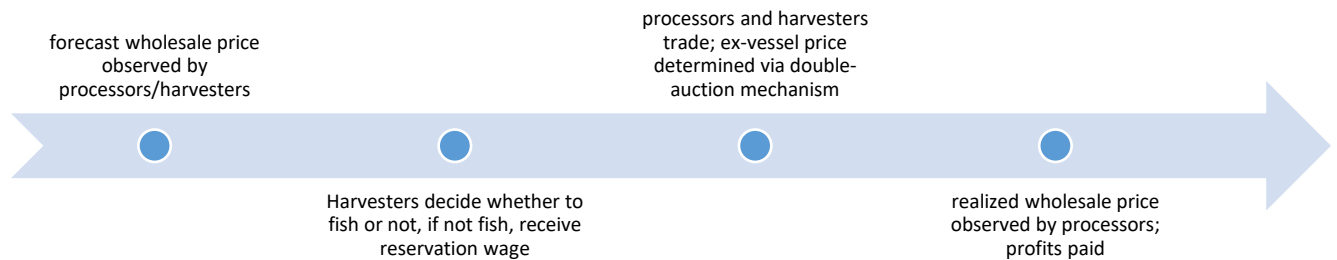 forecast wholesale price
observed by
processors/harvesters
Harvesters decide whether to
fish or not, if not fish, receive
reservation wage
processors and harvesters
trade; ex-vessel price
determined via double-
auction mechanism
realized wholesale price
observed by processors;
profits paid